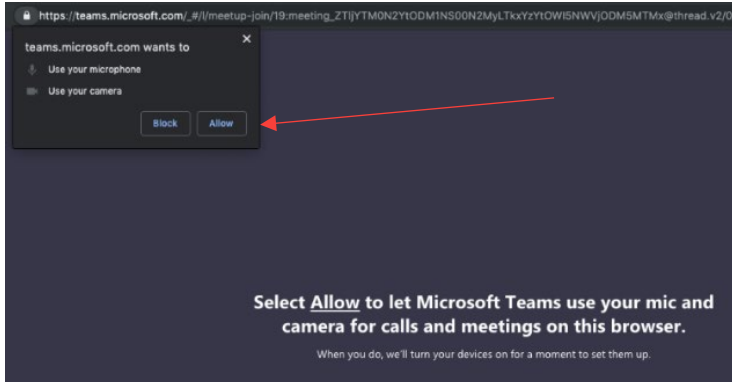 https://teams.microsoft.com/_#/l/meetup-join/19:meeting_ZTIjYTM0N2YtODM1NS00N2MyLTkxYzYtOWI5NWVjODM5MTMx@thread.v2/0
teams.microsoft.com wants to
Use your microphone
Use your camera
Block Allow
Select Allow to let Microsoft Teams use your mic and
camera for calls and meetings on this browser.
When you do, we'll turn your devices on for a moment to set them up.